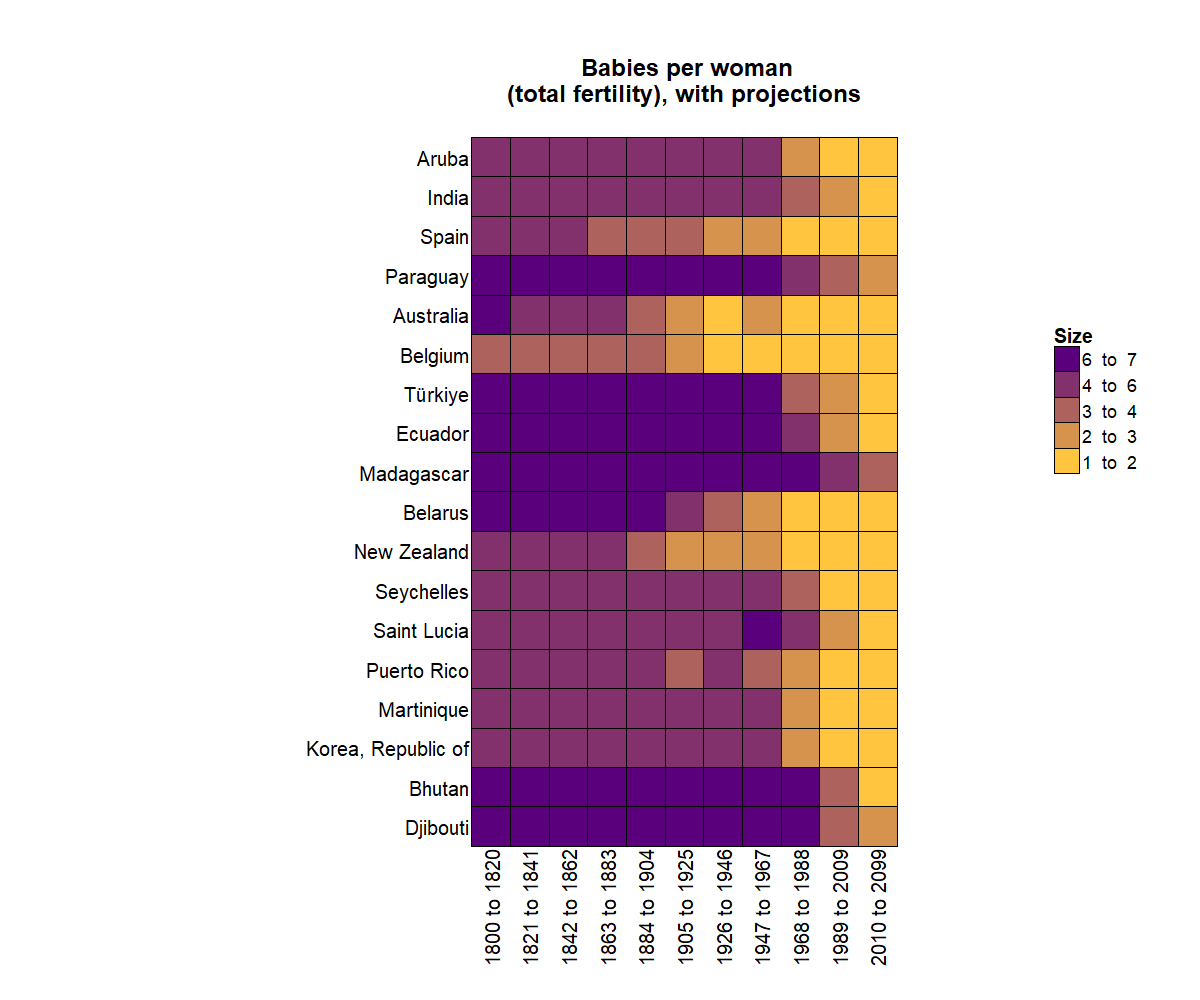 Babies per woman
(total fertility), with projections
Aruba
India
Spain
Paraguay
Australia
Belgium
Türkiye
Ecuador
Madagascar
Belarus
New Zealand
Seychelles
Saint Lucia
Puerto Rico
Martinique
Korea, Republic of
Bhutan
Djibouti
1800 to 1820
1821 to 1841
1842 to 1862
1863 to 1883
1884 to 1904
1905 to 1925
1926 to 1946
1947 to 1967
1968 to 1988
1989 to 2009
2010 to 2099
Size
6 to 7
4 to 6
3 to 4
2 to 3
1 to 2